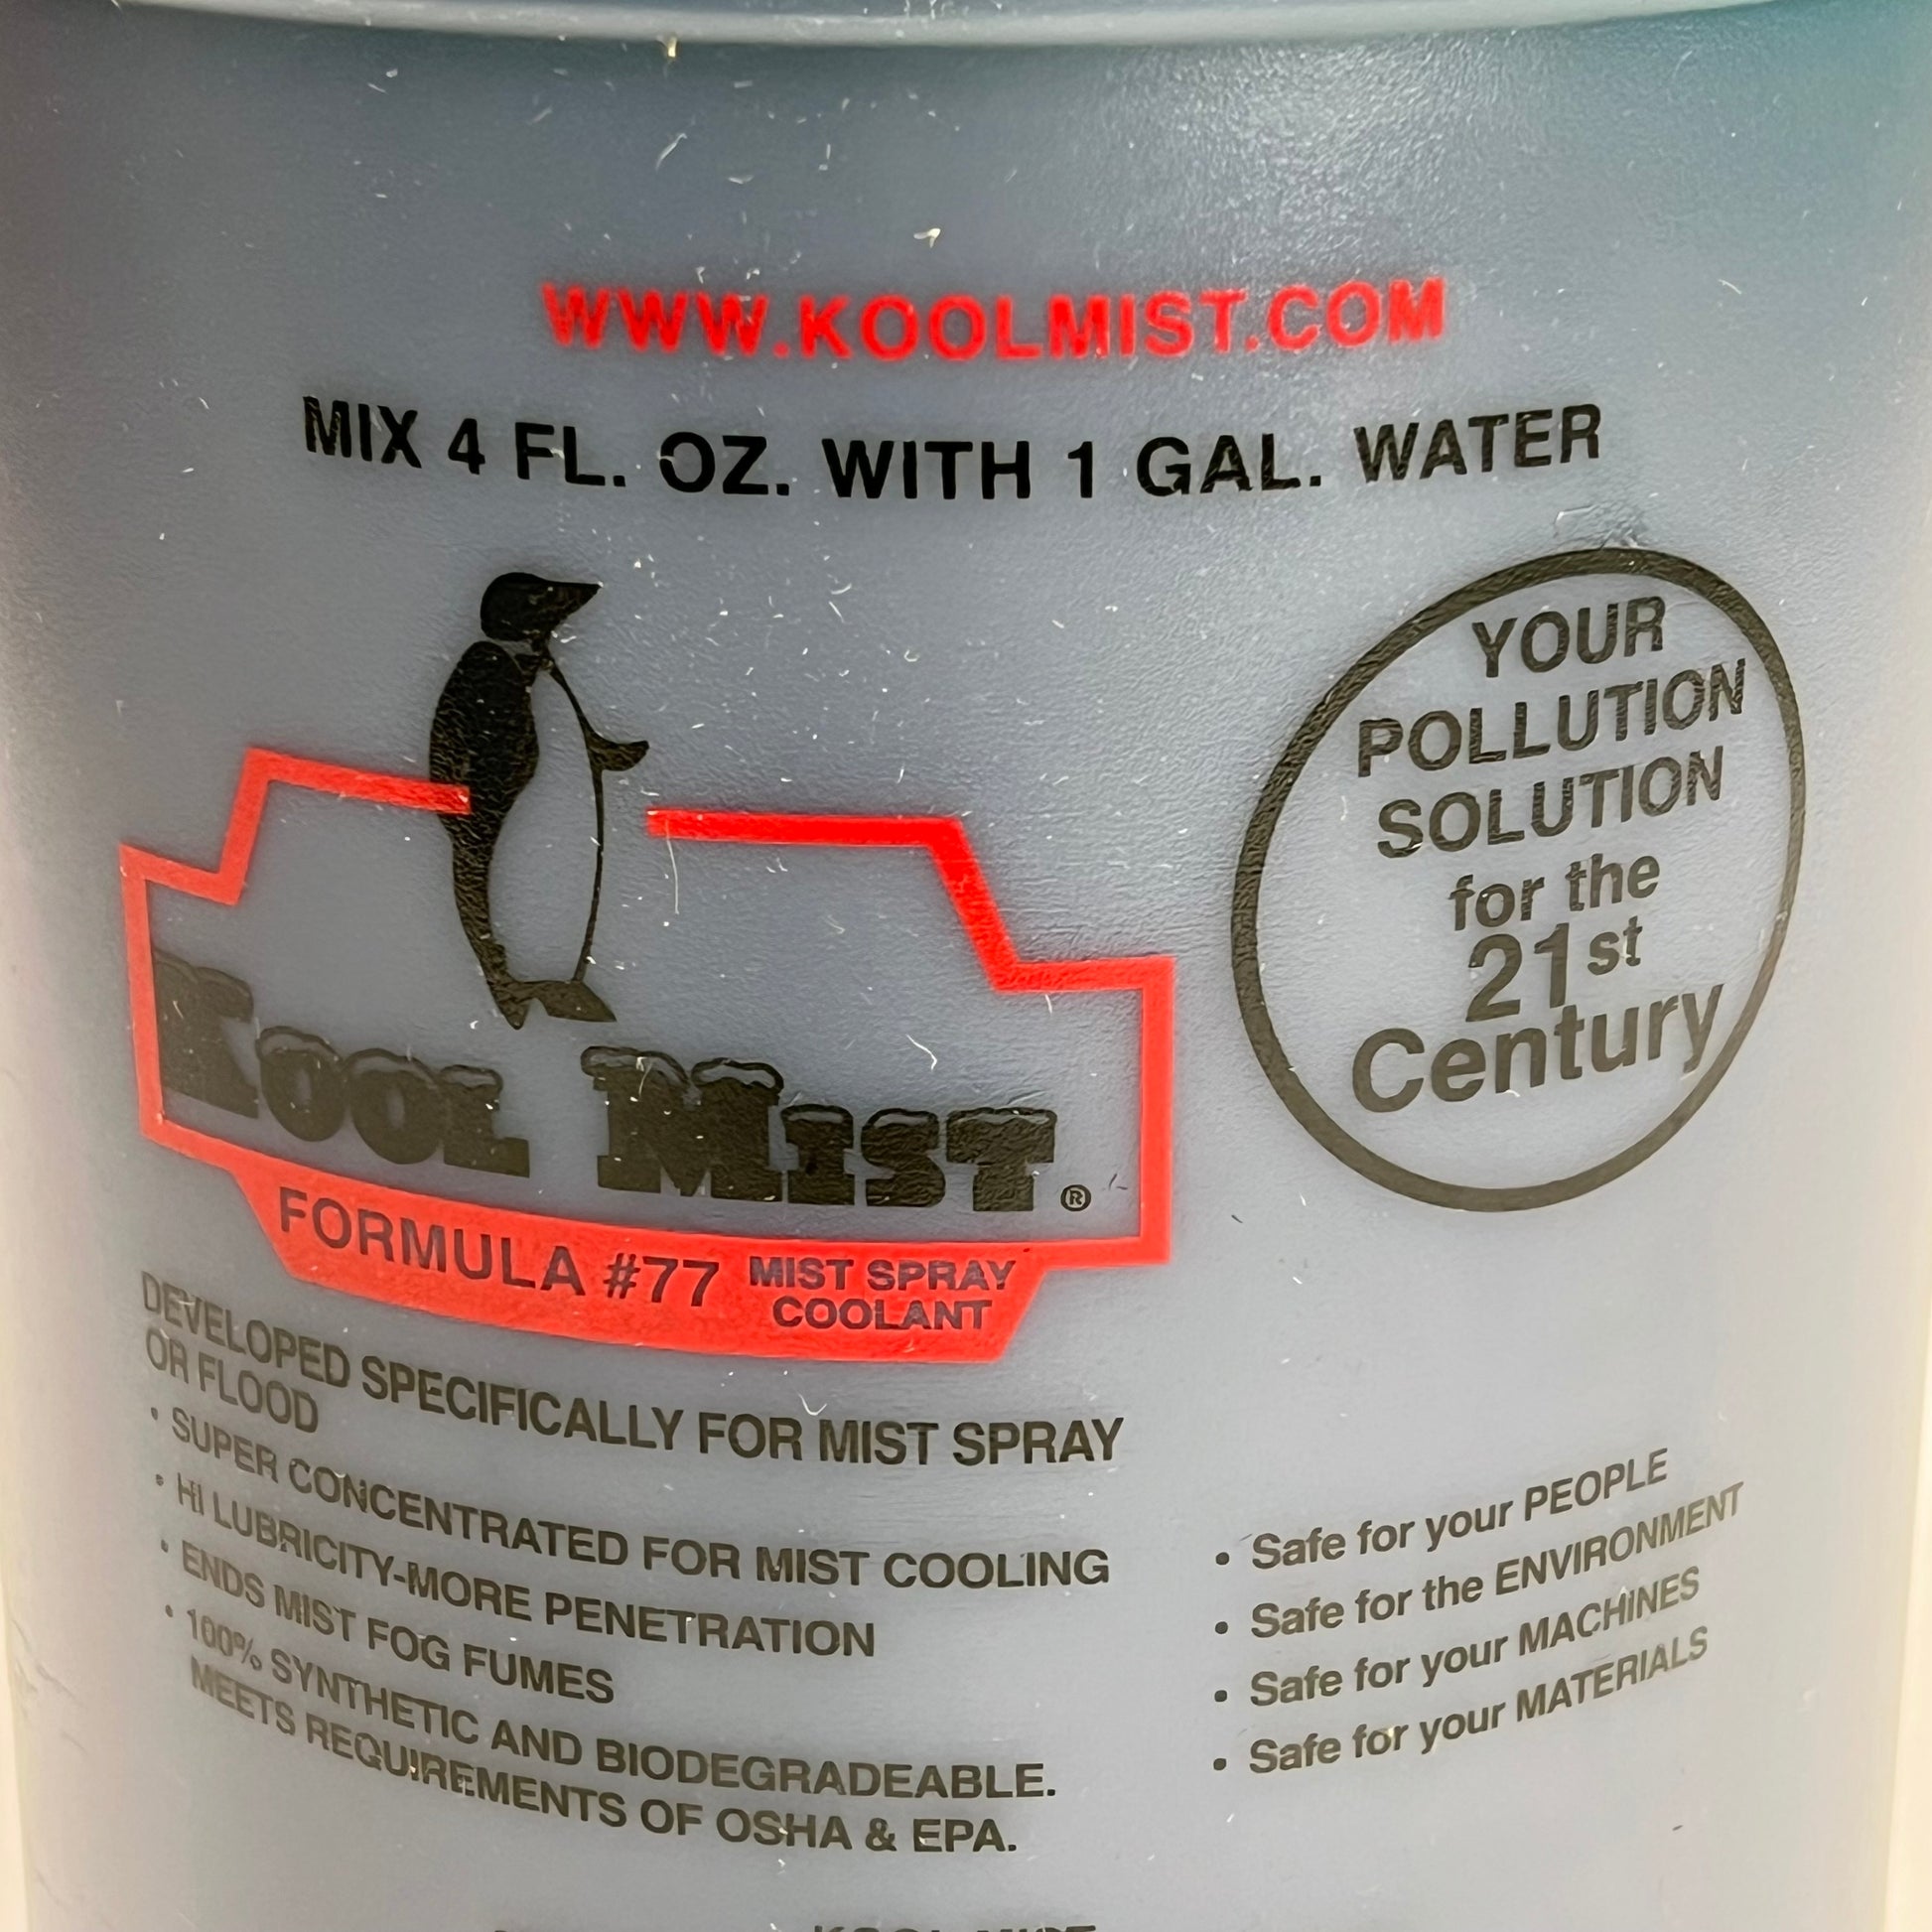 WWW.KOOLMIST.COM
MIX 4 FL. OZ. WITH 1 GAL. WATER
YOUR
POLLUTION
SOLUTION
for the
21st
Century
KOOL MIST®
FORMULA #77 MIST SPRAY
COOLANT
DEVELOPED SPECIFICALLY FOR MIST SPRAY
OR FLOOD
• SUPER CONCENTRATED FOR MIST COOLING
• HI LUBRICITY-MORE PENETRATION
• ENDS MIST FOG FUMES
• 100% SYNTHETIC AND BIODEGRADEABLE.
MEETS REQUIREMENTS OF OSHA & EPA.
• Safe for your PEOPLE
• Safe for the ENVIRONMENT
• Safe for your MACHINES
• Safe for your MATERIALS